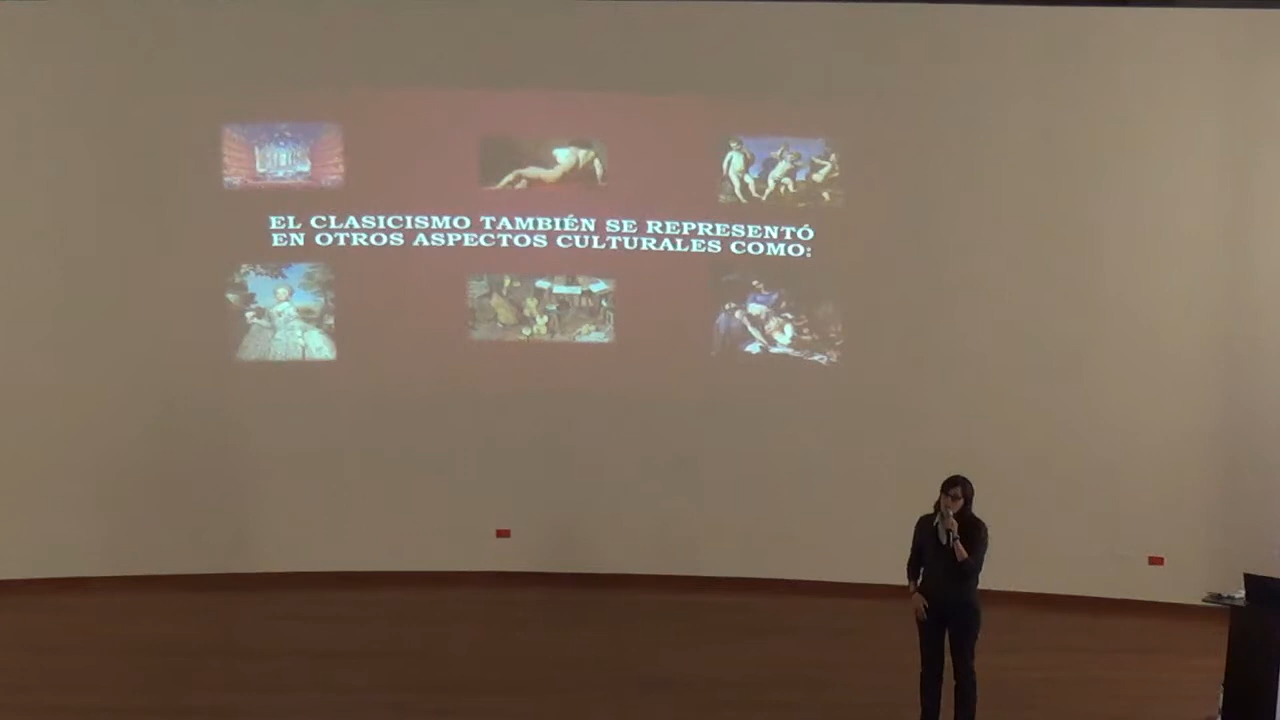 EL CLASICISMO TAMBIÉN SE REPRESENTÓ
EN OTROS ASPECTOS CULTURALES COMO: